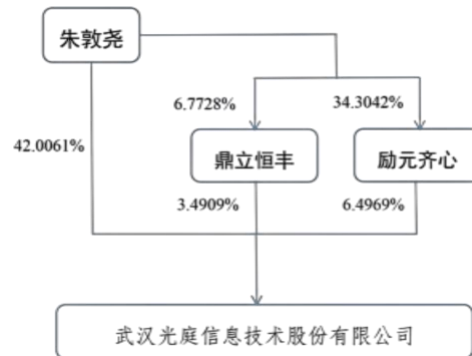 朱敦尧
6.7728%
34.3042%
42.0061%
鼎立恒丰
励元齐心
3.4909%
6.4969%
武汉光庭信息技术股份有限公司